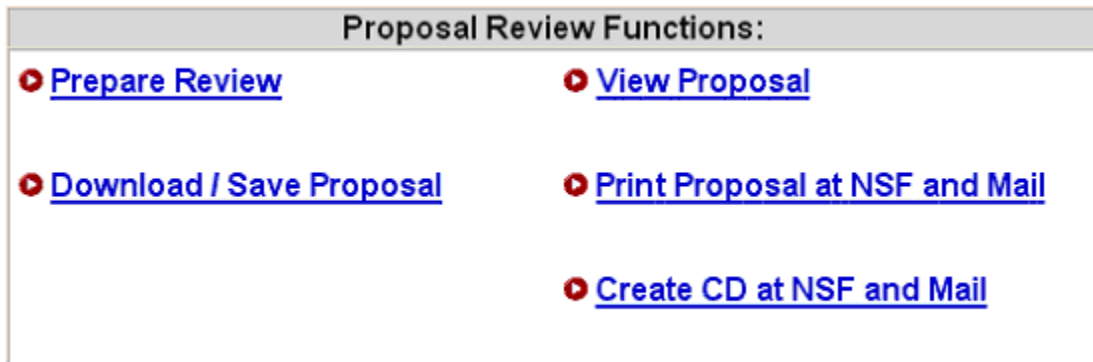 Proposal Review Functions:
Prepare Review
View Proposal
Download / Save Proposal
Print Proposal at NSF and Mail
Create CD at NSF and Mail